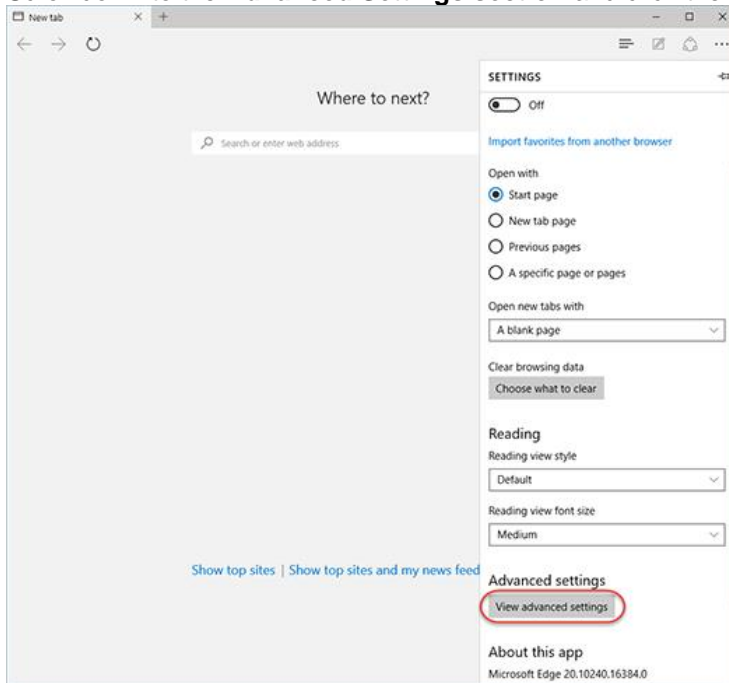 New tab
SETTINGS
Off
Where to next?
Search or enter web address
Import favorites from another browser
Open with
Start page
New tab page
Previous pages
A specific page or pages
Open new tabs with
A blank page
Clear browsing data
Choose what to clear
Reading
Reading view style
Default
Reading view font size
Medium
Show top sites | Show top sites and my news feed
Advanced settings
View advanced settings
About this app
Microsoft Edge 20.10240.16384.0